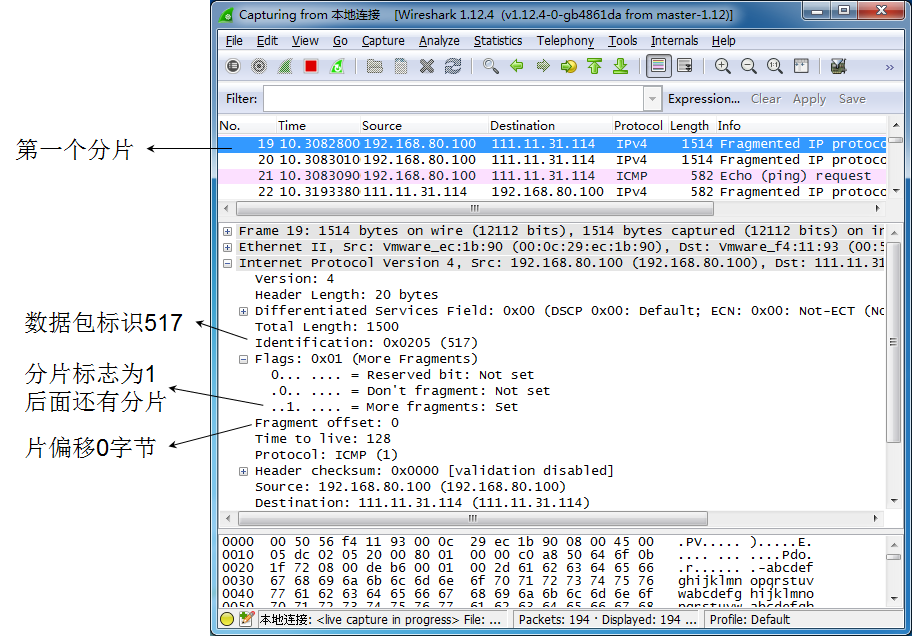 Capturing from 本地连接 [Wireshark 1.12.4 (v1.12.4-0-gb4861da from master-1.12)]
File Edit View Go Capture Analyze Statistics Telephony Tools Internals Help
Filter: Expression... Clear Apply Save
No. Time Source Destination Protocol Length Info
第一个分片
19 10.3082800 192.168.80.100 111.11.31.114 IPv4 1514 Fragmented IP protoco
20 10.3083010 192.168.80.100 111.11.31.114 IPv4 1514 Fragmented IP protoco
21 10.3083090 192.168.80.100 111.11.31.114 ICMP 582 Echo (ping) request
22 10.3193380 111.11.31.114 192.168.80.100 IPv4 582 Fragmented IP protoco
Frame 19: 1514 bytes on wire (12112 bits), 1514 bytes captured (12112 bits) on in
Ethernet II, Src: Vmware_ec:1b:90 (00:0c:29:ec:1b:90), Dst: Vmware_f4:11:93 (00:5
Internet Protocol Version 4, Src: 192.168.80.100 (192.168.80.100), Dst: 111.11.31
Version: 4
Header Length: 20 bytes
Differentiated Services Field: 0x00 (DSCP 0x00: Default; ECN: 0x00: Not-ECT (No
Total Length: 1500
数据包标识517
Identification: 0x0205 (517)
Flags: 0x01 (More Fragments)
0... .... = Reserved bit: Not set
.0.. .... = Don't fragment: Not set
..1. .... = More fragments: Set
分片标志为1
后面还有分片
Fragment offset: 0
片偏移0字节
Time to live: 128
Protocol: ICMP (1)
Header checksum: 0x0000 [validation disabled]
Source: 192.168.80.100 (192.168.80.100)
Destination: 111.11.31.114 (111.11.31.114)
0000 00 50 56 f4 11 93 00 0c 29 ec 1b 90 08 00 45 00 .PV..... ).....E.
0010 05 dc 02 05 20 00 80 01 00 00 c0 a8 50 64 6f 0b .... ... ....Pdo.
0020 1f 72 08 00 de b6 00 01 00 2d 61 62 63 64 65 66 .r...... .-abcdef
0030 67 68 69 6a 6b 6c 6d 6e 6f 70 71 72 73 74 75 76 ghijklmn opqrstuv
0040 77 61 62 63 64 65 66 67 68 69 6a 6b 6c 6d 6e 6f wabcdefg hijklmno
0050 70 71 72 73 74 75 76 77 61 62 63 64 65 66 67 68 pqrstuvw abcdefgh
本地连接: <live capture in progress> File: ... Packets: 194 · Displayed: 194 ... Profile: Default